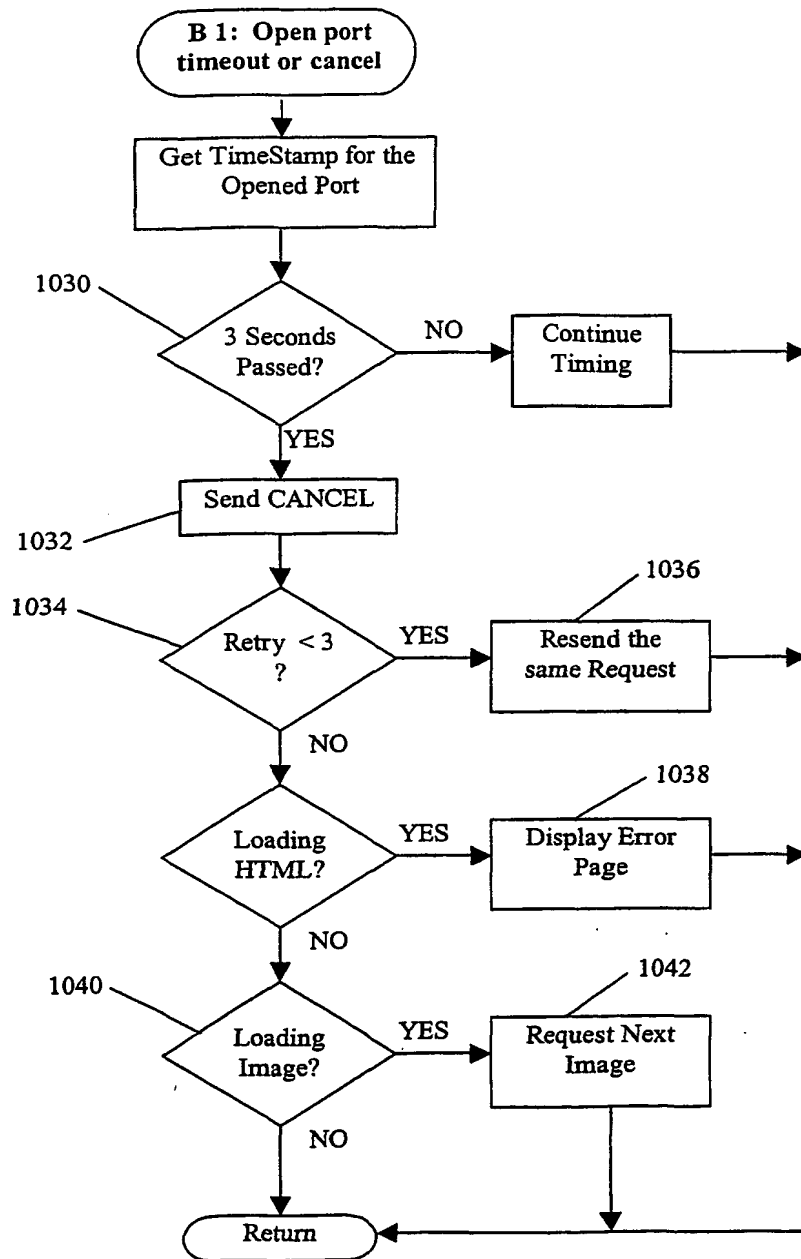 B 1: Open port
timeout or cancel
Get TimeStamp for the
Opened Port
1030
3 Seconds
Passed?
NO
Continue
Timing
YES
Send CANCEL
1032
1034
Retry < 3
?
YES
1036
Resend the
same Request
NO
1038
Loading
HTML?
YES
Display Error
Page
NO
1040
Loading
Image?
YES
1042
Request Next
Image
NO
Return